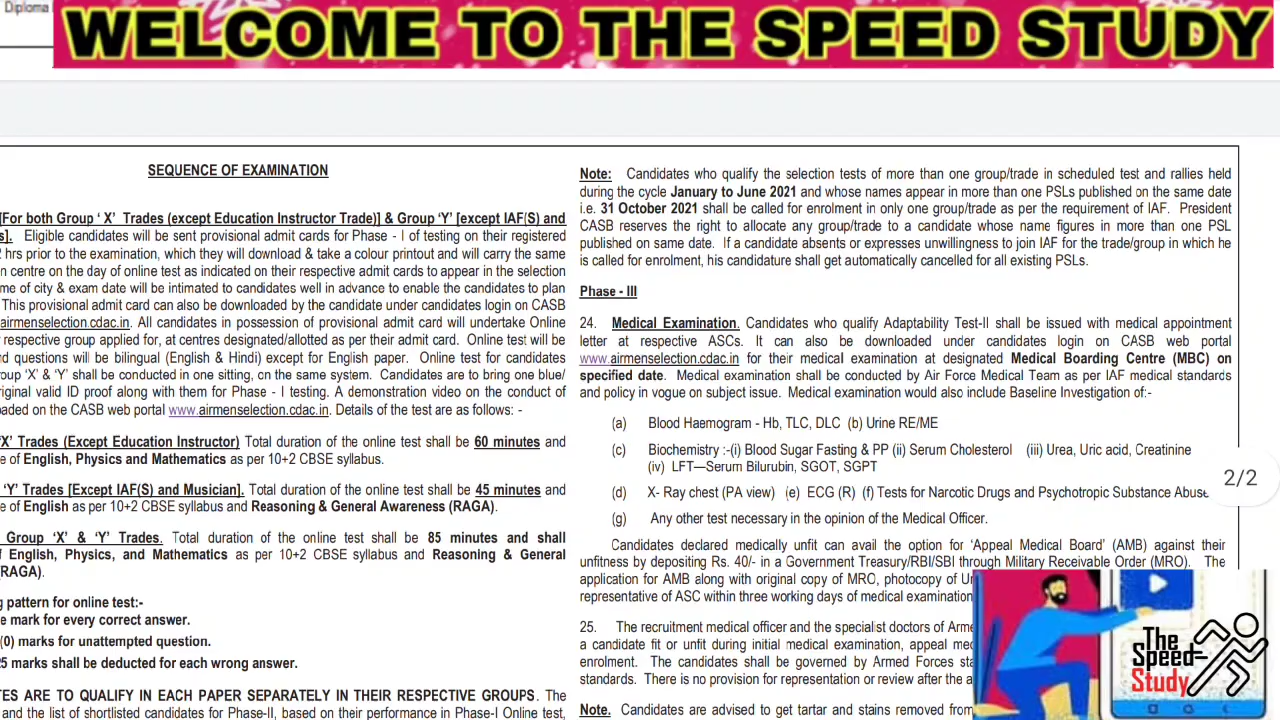 Diploma
WELCOME TO THE SPEED STUDY
SEQUENCE OF EXAMINATION
[For both Group ‘ X’ Trades (except Education Instructor Trade)] & Group ‘Y’ [except IAF(S) and
]. Eligible candidates will be sent provisional admit cards for Phase - I of testing on their registered
hrs prior to the examination, which they will download & take a colour printout and will carry the same
n centre on the day of online test as indicated on their respective admit cards to appear in the selection
me of city & exam date will be intimated to candidates well in advance to enable the candidates to plan
This provisional admit card can also be downloaded by the candidate under candidates login on CASB
airmenselection.cdac.in. All candidates in possession of provisional admit card will undertake Online
respective group applied for, at centres designated/allotted as per their admit card. Online test will be
d questions will be bilingual (English & Hindi) except for English paper. Online test for candidates
oup ‘X’ & ‘Y’ shall be conducted in one sitting, on the same system. Candidates are to bring one blue/
riginal valid ID proof along with them for Phase - I testing. A demonstration video on the conduct of
aded on the CASB web portal www.airmenselection.cdac.in. Details of the test are as follows: -
‘X’ Trades (Except Education Instructor) Total duration of the online test shall be 60 minutes and
e of English, Physics and Mathematics as per 10+2 CBSE syllabus.
‘Y’ Trades [Except IAF(S) and Musician]. Total duration of the online test shall be 45 minutes and
e of English as per 10+2 CBSE syllabus and Reasoning & General Awareness (RAGA).
Group ‘X’ & ‘Y’ Trades. Total duration of the online test shall be 85 minutes and shall
f English, Physics, and Mathematics as per 10+2 CBSE syllabus and Reasoning & General
(RAGA).
g pattern for online test:-
e mark for every correct answer.
(0) marks for unattempted question.
5 marks shall be deducted for each wrong answer.
TES ARE TO QUALIFY IN EACH PAPER SEPARATELY IN THEIR RESPECTIVE GROUPS. The
and the list of shortlisted candidates for Phase-II, based on their performance in Phase-I Online test,
Note: Candidates who qualify the selection tests of more than one group/trade in scheduled test and rallies held
during the cycle January to June 2021 and whose names appear in more than one PSLs published on the same date
i.e. 31 October 2021 shall be called for enrolment in only one group/trade as per the requirement of IAF. President
CASB reserves the right to allocate any group/trade to a candidate whose name figures in more than one PSL
published on same date. If a candidate absents or expresses unwillingness to join IAF for the trade/group in which he
is called for enrolment, his candidature shall get automatically cancelled for all existing PSLs.
Phase - III
24. Medical Examination. Candidates who qualify Adaptability Test-II shall be issued with medical appointment
letter at respective ASCs. It can also be downloaded under candidates login on CASB web portal
www.airmenselection.cdac.in for their medical examination at designated Medical Boarding Centre (MBC) on
specified date. Medical examination shall be conducted by Air Force Medical Team as per IAF medical standards
and policy in vogue on subject issue. Medical examination would also include Baseline Investigation of:-
(a) Blood Haemogram - Hb, TLC, DLC (b) Urine RE/ME
(c) Biochemistry :-(i) Blood Sugar Fasting & PP (ii) Serum Cholesterol (iii) Urea, Uric acid, Creatinine
(iv) LFT—Serum Bilurubin, SGOT, SGPT
(d) X- Ray chest (PA view) (e) ECG (R) (f) Tests for Narcotic Drugs and Psychotropic Substance Abuse
2/2
(g) Any other test necessary in the opinion of the Medical Officer.
Candidates declared medically unfit can avail the option for ‘Appeal Medical Board’ (AMB) against their
unfitness by depositing Rs. 40/- in a Government Treasury/RBI/SBI through Military Receivable Order (MRO). The
application for AMB along with original copy of MRO, photocopy of Un
representative of ASC within three working days of medical examination
25. The recruitment medical officer and the specialist doctors of Arme
a candidate fit or unfit during initial medical examination, appeal med
enrolment. The candidates shall be governed by Armed Forces sta
standards. There is no provision for representation or review after the a
Note. Candidates are advised to get tartar and stains removed from
The
Speed
Study